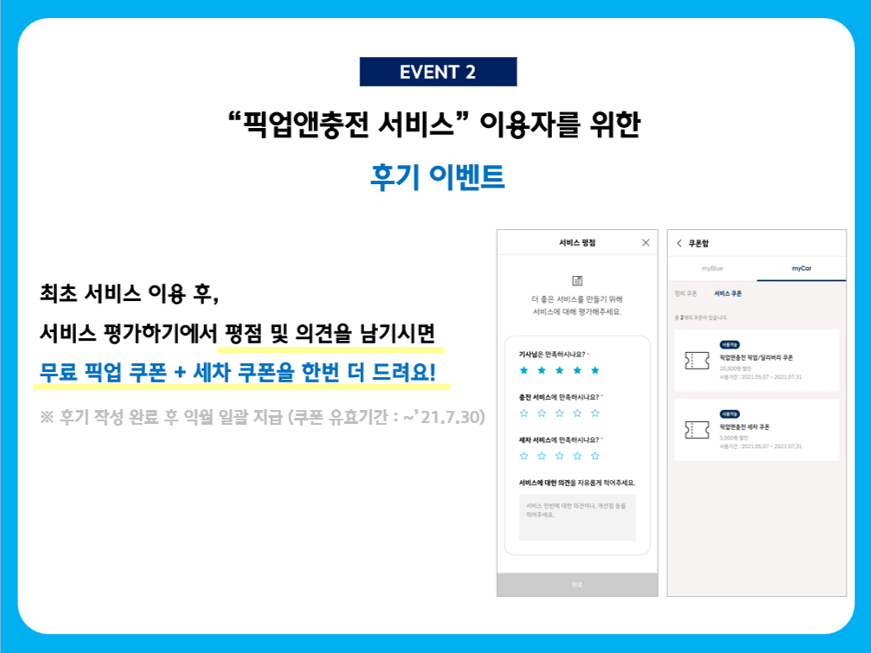 EVENT 2
“픽업앤충전 서비스” 이용자를 위한
후기 이벤트
최초 서비스 이용 후,
서비스 평가하기에서 평점 및 의견을 남기시면
무료 픽업 쿠폰 + 세차 쿠폰을 한번 더 드려요!
※ 후기 작성 완료 후 익월 일괄 지급 (쿠폰 유효기간 : ~’21.7.30)
서비스 평점
더 좋은 서비스를 만들기 위해
서비스에 대해 평가해주세요.
기사님은 만족하시나요? *
충전 서비스에 만족하시나요? *
세차 서비스에 만족하시나요? *
서비스에 대한 의견을 자유롭게 적어주세요.
서비스 전반에 대한 의견이나, 개선점 등을
적어주세요.
완료
쿠폰함
myBlue
myCar
정비 쿠폰
서비스 쿠폰
총 2개의 쿠폰이 있습니다.
사용가능
픽업앤충전 픽업/딜리버리 쿠폰
20,000원 할인
사용기간 : 2021.05.07 ~ 2021.07.31
사용가능
픽업앤충전 세차 쿠폰
5,000원 할인
사용기간 : 2021.05.07 ~ 2021.07.31